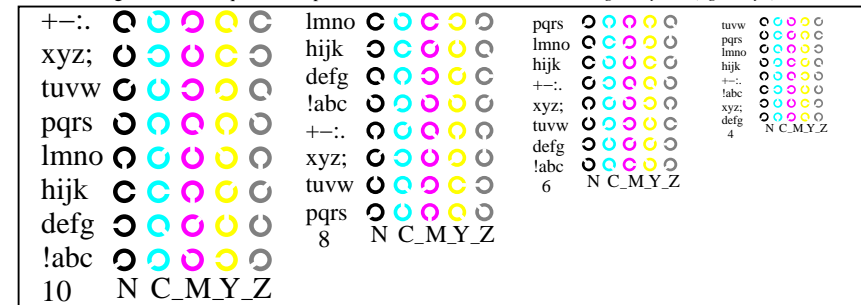 +−:.
xyz;
tuvw
pqrs
lmno
hijk
defg
!abc
10 N C_M_Y_Z
lmno
hijk
defg
!abc
+−:.
xyz;
tuvw
pqrs
8 N C_M_Y_Z
pqrs
lmno
hijk
+−:.
xyz;
tuvw
defg
!abc
6 N C_M_Y_Z
tuvw
pqrs
lmno
hijk
+−:.
!abc
xyz;
defg
4 N C_M_Y_Z